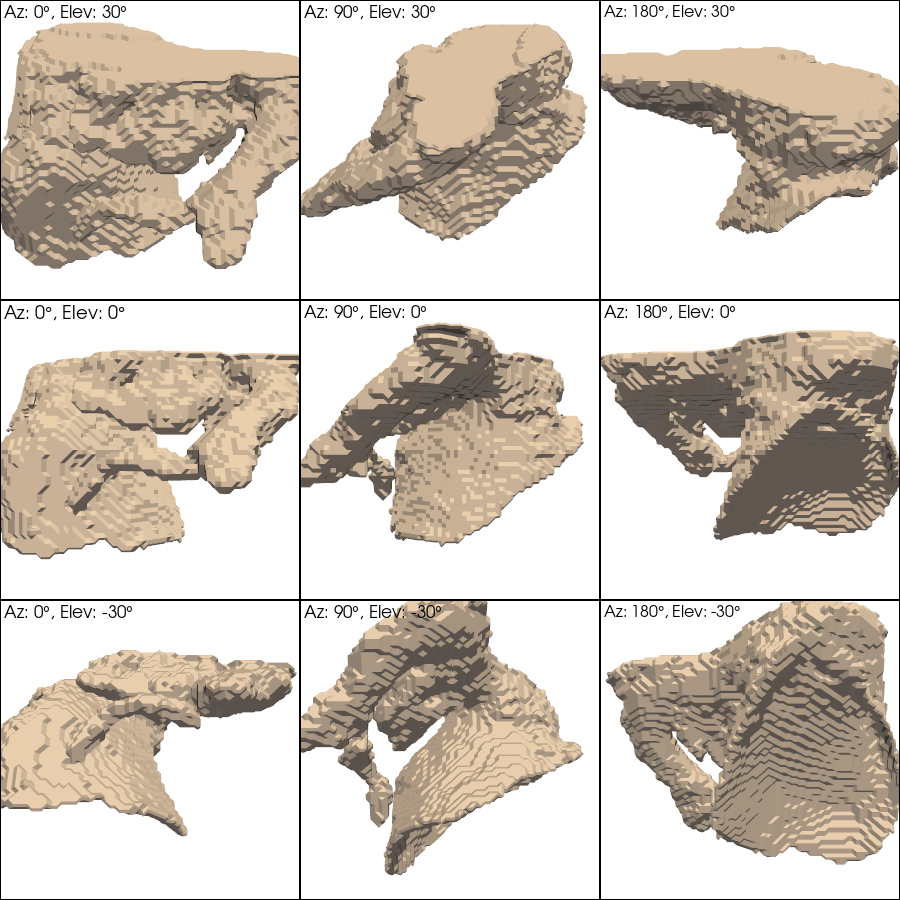 Az: 0°, Elev: 30°
Az: 90°, Elev: 30°
Az: 180°, Elev: 30°
Az: 0°, Elev: 0°
Az: 90°, Elev: 0°
Az: 180°, Elev: 0°
Az: 0°, Elev: -30°
Az: 90°, Elev: -30°
Az: 180°, Elev: -30°